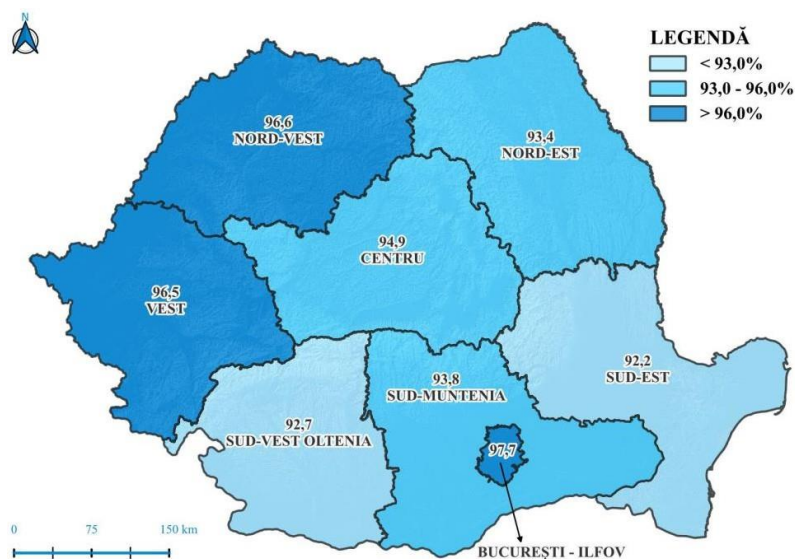 N
LEGENDĂ
< 93,0%
93,0 - 96,0%
> 96,0%
96,6
NORD-VEST
93,4
NORD-EST
94,9
CENTRU
96,5
VEST
92,2
SUD-EST
93,8
SUD-MUNTENIA
92,7
SUD-VEST OLTENIA
97,7
0 75 150 km
BUCUREȘTI - ILFOV